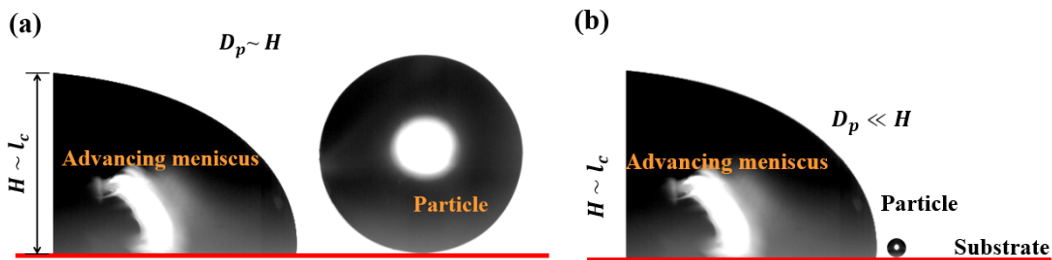 (a)
D_p ~ H
H ~ l_c
Advancing meniscus
Particle
(b)
D_p ≪ H
H ~ l_c
Advancing meniscus
Particle
Substrate